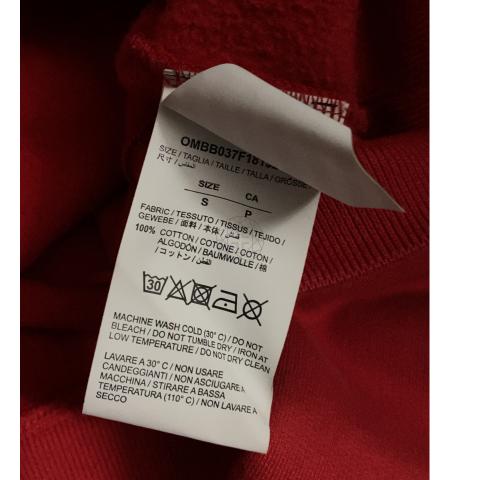 OMBB037F181
SIZE / TAGLIA / TAILLE / TALLA / GRÖSSE
尺寸 / المقاس
SIZE CA
S P
FABRIC / TESSUTO / TISSUS / TEJIDO /
GEWEBE / 面料 / 本体 / قماش
100% COTTON / COTONE / COTON /
ALGODÓN / BAUMWOLLE / 棉
/ コットン / القطن
30
MACHINE WASH COLD (30° C) / DO NOT
BLEACH / DO NOT TUMBLE DRY / IRON AT
LOW TEMPERATURE / DO NOT DRY CLEAN
LAVARE A 30° C / NON USARE
CANDEGGIANTI / NON ASCIUGARE A
MACCHINA / STIRARE A BASSA
TEMPERATURA (110° C) / NON LAVARE A
SECCO